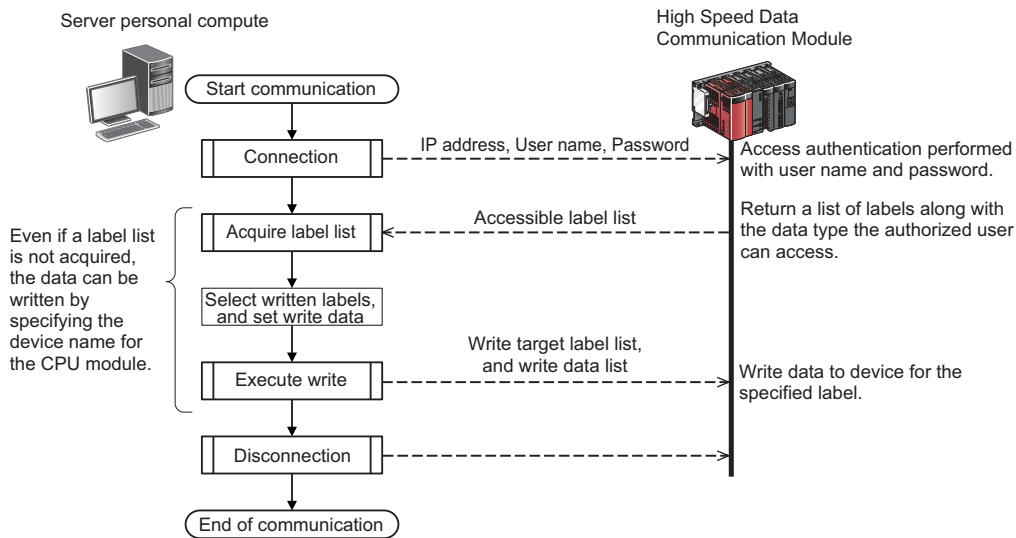 Server personal compute
High Speed Data
Communication Module
Start communication
Connection
IP address, User name, Password
Access authentication performed
with user name and password.
Even if a label list
is not acquired,
the data can be
written by
specifying the
device name for
the CPU module.
Acquire label list
Accessible label list
Return a list of labels along with
the data type the authorized user
can access.
Select written labels,
and set write data
Execute write
Write target label list,
and write data list
Write data to device for the
specified label.
Disconnection
End of communication